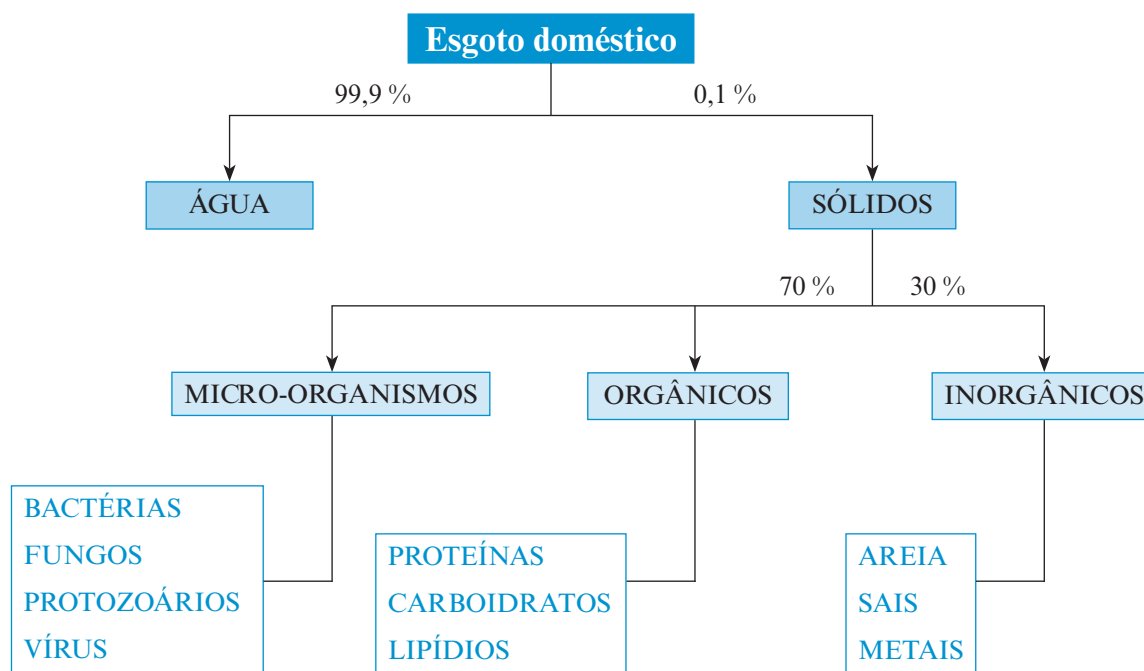 Esgoto doméstico
99,9 %
0,1 %
ÁGUA
SÓLIDOS
70 %
30 %
MICRO-ORGANISMOS
ORGÂNICOS
INORGÂNICOS
BACTÉRIAS
FUNGOS
PROTOZOÁRIOS
VÍRUS
PROTEÍNAS
CARBOIDRATOS
LIPÍDIOS
AREIA
SAIS
METAIS